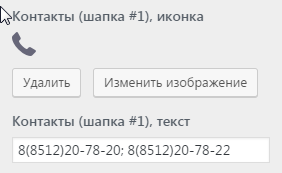 Контакты (шапка #1), иконка
Удалить Изменить изображение
Контакты (шапка #1), текст
8(8512)20-78-20; 8(8512)20-78-22